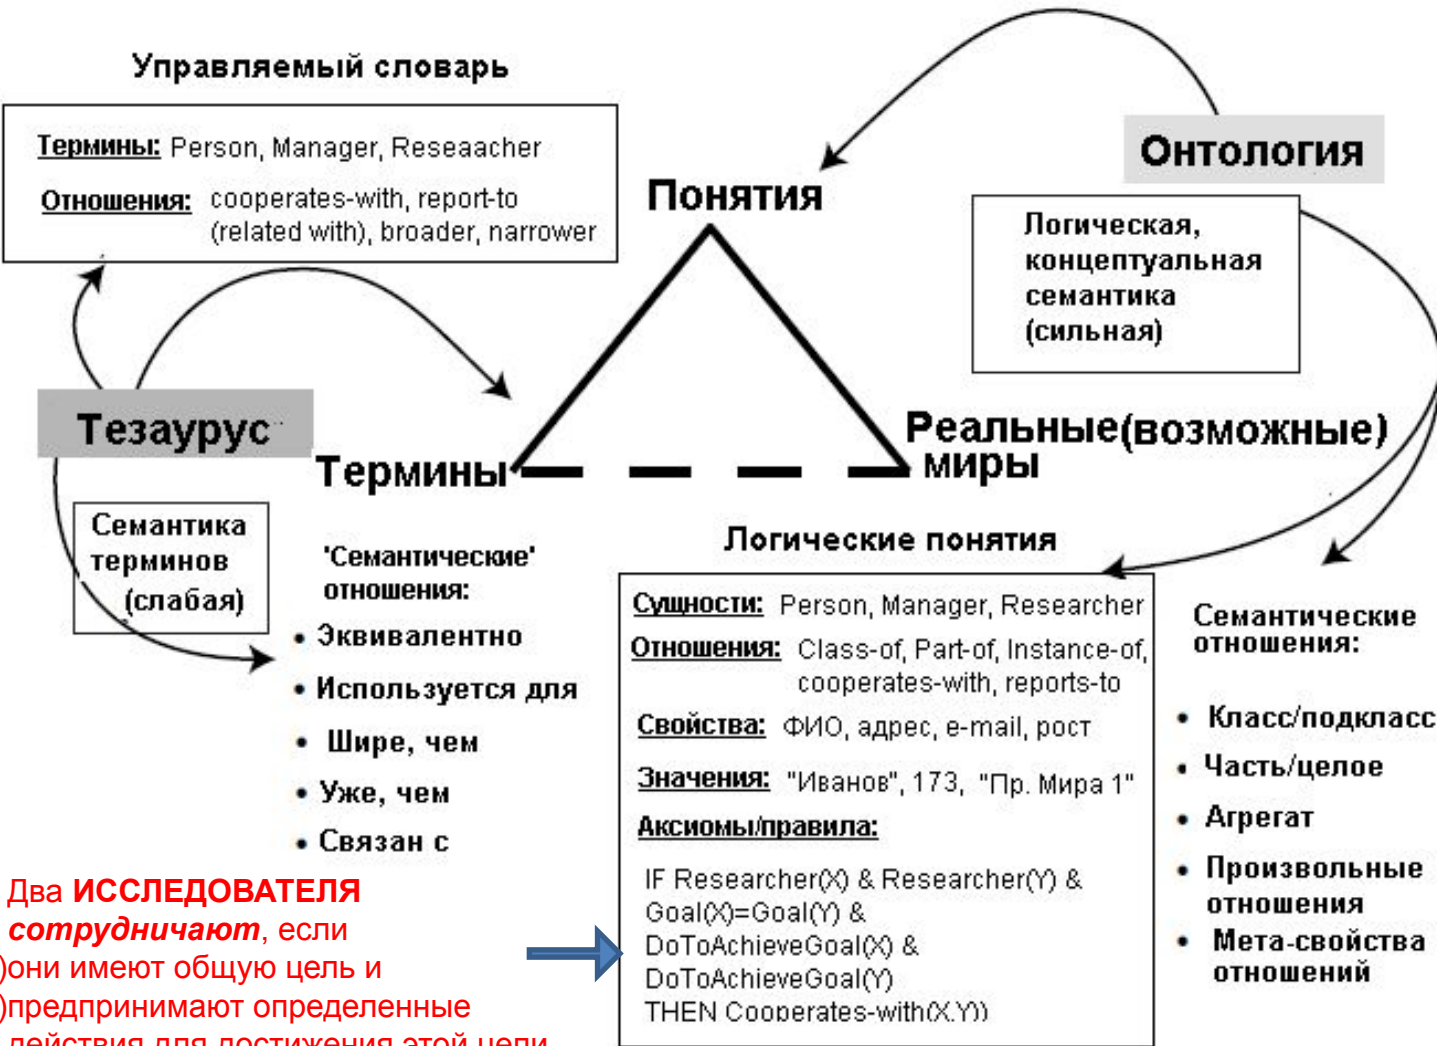 Управляемый словарь
Термины: Person, Manager, Reseaacher
Отношения: cooperates-with, report-to
(related with), broader, narrower
Понятия
Онтология
Логическая,
концептуальная
семантика
(сильная)
Тезаурус
Термины
Реальные(возможные)
миры
Семантика
терминов
(слабая)
'Семантические'
отношения:
• Эквивалентно
• Используется для
• Шире, чем
• Уже, чем
• Связан с
Логические понятия
Сущности: Person, Manager, Researcher
Отношения: Class-of, Part-of, Instance-of,
cooperates-with, reports-to
Свойства: ФИО, адрес, e-mail, рост
Значения: "Иванов", 173, "Пр. Мира 1"
Аксиомы/правила:
IF Researcher(X) & Researcher(Y) &
Goal(X)=Goal(Y) &
DoToAchieveGoal(X) &
DoToAchieveGoal(Y)
THEN Cooperates-with(X,Y))
Семантические
отношения:
• Класс/подкласс
• Часть/целое
• Агрегат
• Произвольные
отношения
• Мета-свойства
отношений
Два ИССЛЕДОВАТЕЛЯ
сотрудничают, если
)они имеют общую цель и
)предпринимают определенные
действия для достижения этой цели